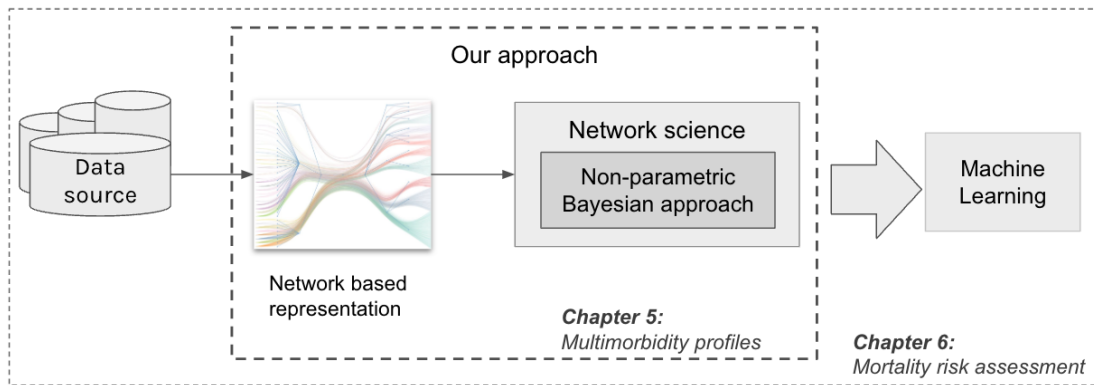 Our approach
Data
source
Network based
representation
Network science
Non-parametric
Bayesian approach
Chapter 5:
Multimorbidity profiles
Machine
Learning
Chapter 6:
Mortality risk assessment